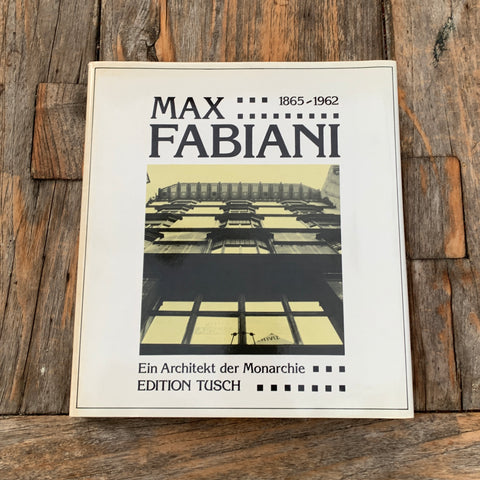 MAX 1865-1962
FABIANI
Ein Architekt der Monarchie
EDITION TUSCH